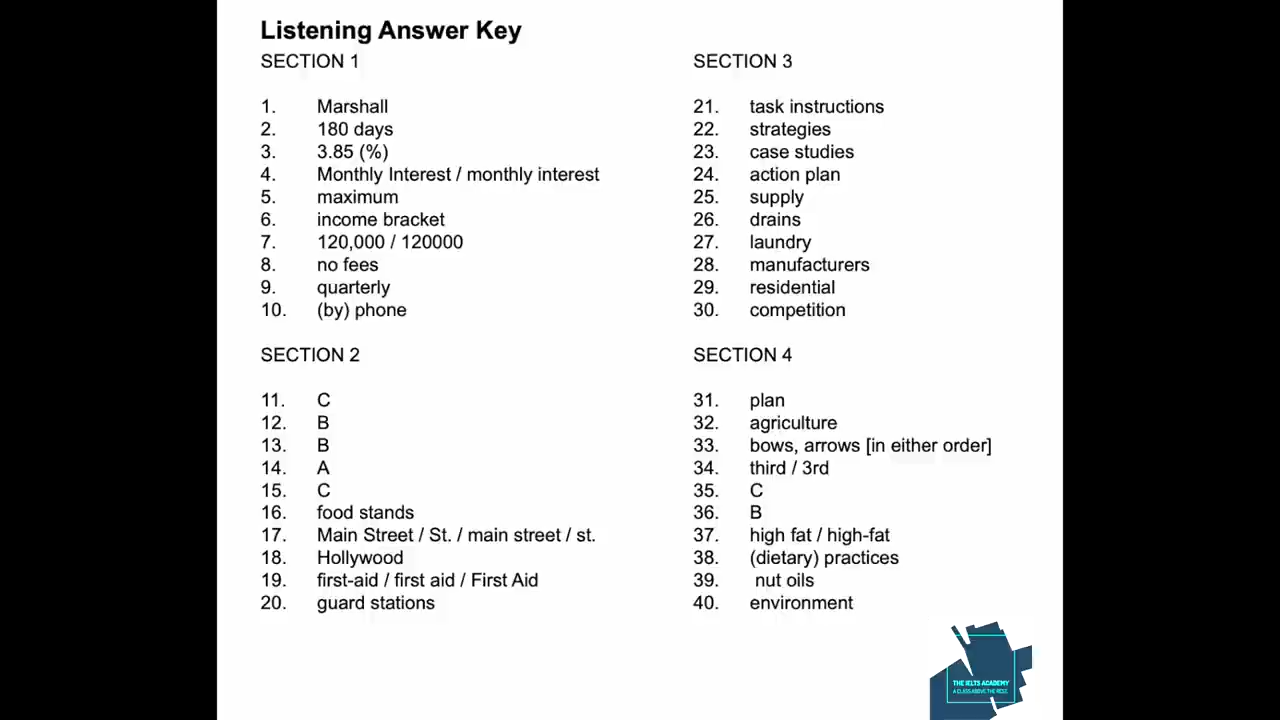 Listening Answer Key
SECTION 1
1. Marshall
2. 180 days
3. 3.85 (%)
4. Monthly Interest / monthly interest
5. maximum
6. income bracket
7. 120,000 / 120000
8. no fees
9. quarterly
10. (by) phone
SECTION 2
11. C
12. B
13. B
14. A
15. C
16. food stands
17. Main Street / St. / main street / st.
18. Hollywood
19. first-aid / first aid / First Aid
20. guard stations
SECTION 3
21. task instructions
22. strategies
23. case studies
24. action plan
25. supply
26. drains
27. laundry
28. manufacturers
29. residential
30. competition
SECTION 4
31. plan
32. agriculture
33. bows, arrows [in either order]
34. third / 3rd
35. C
36. B
37. high fat / high-fat
38. (dietary) practices
39. nut oils
40. environment
THE IELTS ACADEMY
A CLASS ABOVE THE REST